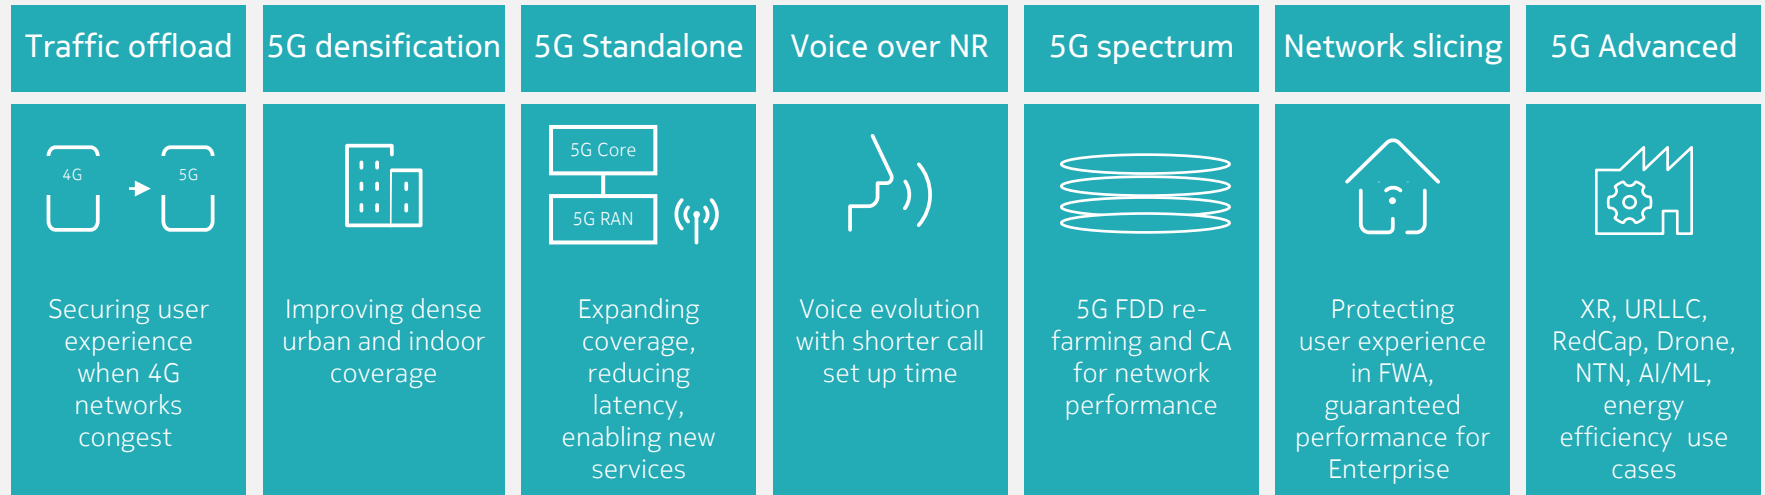 Traffic offload
5G densification
5G Standalone
Voice over NR
5G spectrum
Network slicing
5G Advanced
4G
5G
Securing user
experience
when 4G
networks
congest
Improving dense
urban and indoor
coverage
5G Core
5G RAN
Expanding
coverage,
reducing
latency,
enabling new
services
Voice evolution
with shorter call
set up time
5G FDD re-
farming and CA
for network
performance
Protecting
user experience
in FWA,
guaranteed
performance for
Enterprise
XR, URLLC,
RedCap, Drone,
NTN, AI/ML,
energy
efficiency  use
cases